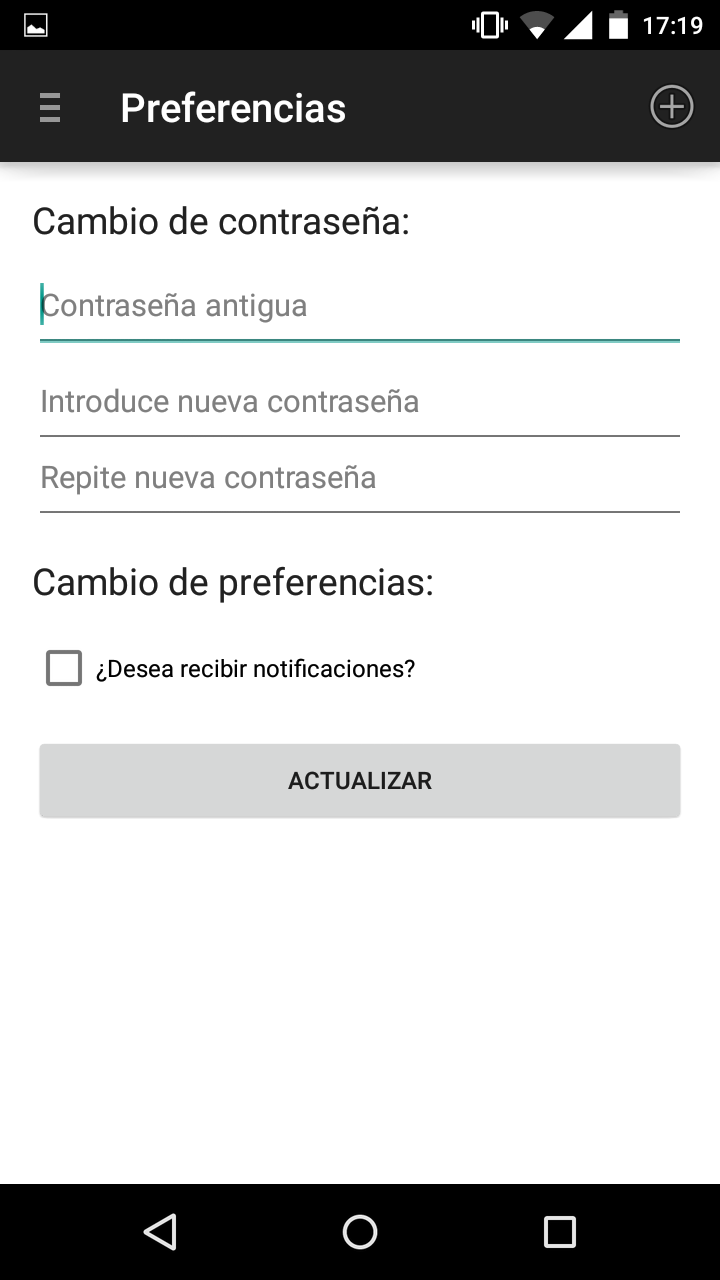 17:19
Preferencias
Cambio de contraseña:
Contraseña antigua
Introduce nueva contraseña
Repite nueva contraseña
Cambio de preferencias:
¿Desea recibir notificaciones?
ACTUALIZAR